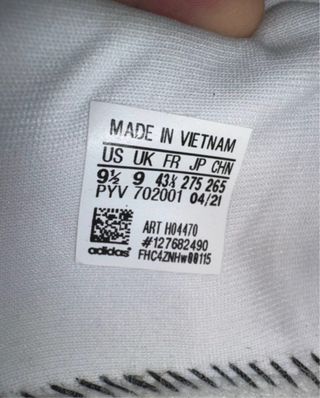 MADE IN VIETNAM
US UK FR JP CHN
9½ 9 43⅓ 275 265
PYV 702001 04/21
ART H04470
#127682490
adidas FHC4ZNHw00115